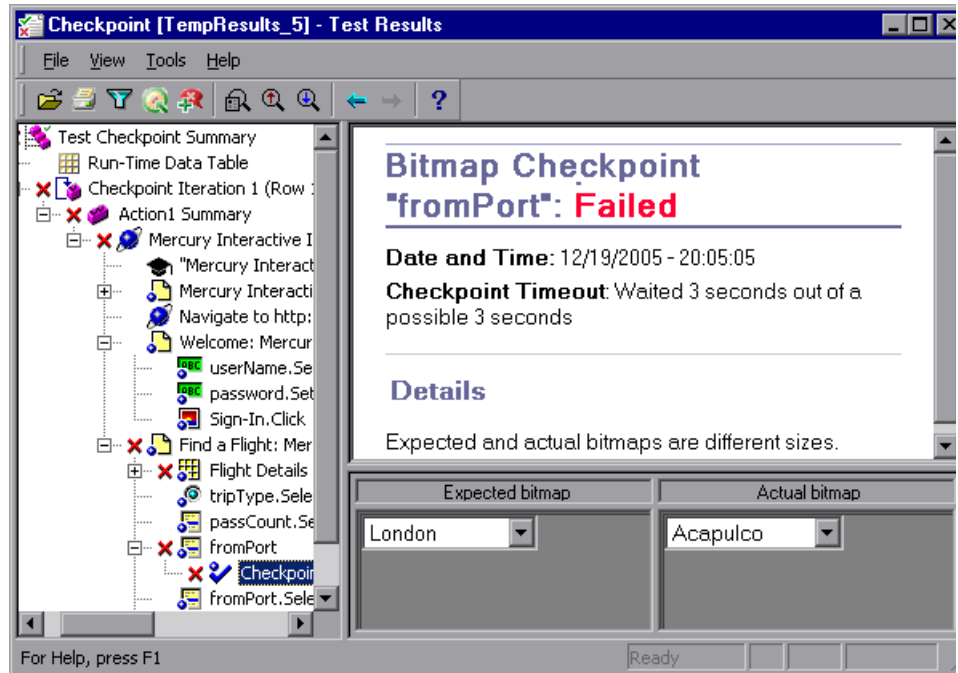 Checkpoint [TempResults_5] - Test Results
File View Tools Help
Test Checkpoint Summary
Run-Time Data Table
Checkpoint Iteration 1 (Row
Action1 Summary
Mercury Interactive I
"Mercury Interact
Mercury Interacti
Navigate to http:
Welcome: Mercur
ABC userName.Se
ABC password.Set
Sign-In.Click
Find a Flight: Mer
Flight Details
tripType.Sele
passCount.Se
fromPort
Checkpoin
fromPort.Sele
Bitmap Checkpoint
"fromPort": Failed
Date and Time: 12/19/2005 - 20:05:05
Checkpoint Timeout: Waited 3 seconds out of a
possible 3 seconds
Details
Expected and actual bitmaps are different sizes.
Expected bitmap
Actual bitmap
London
Acapulco
For Help, press F1
Ready